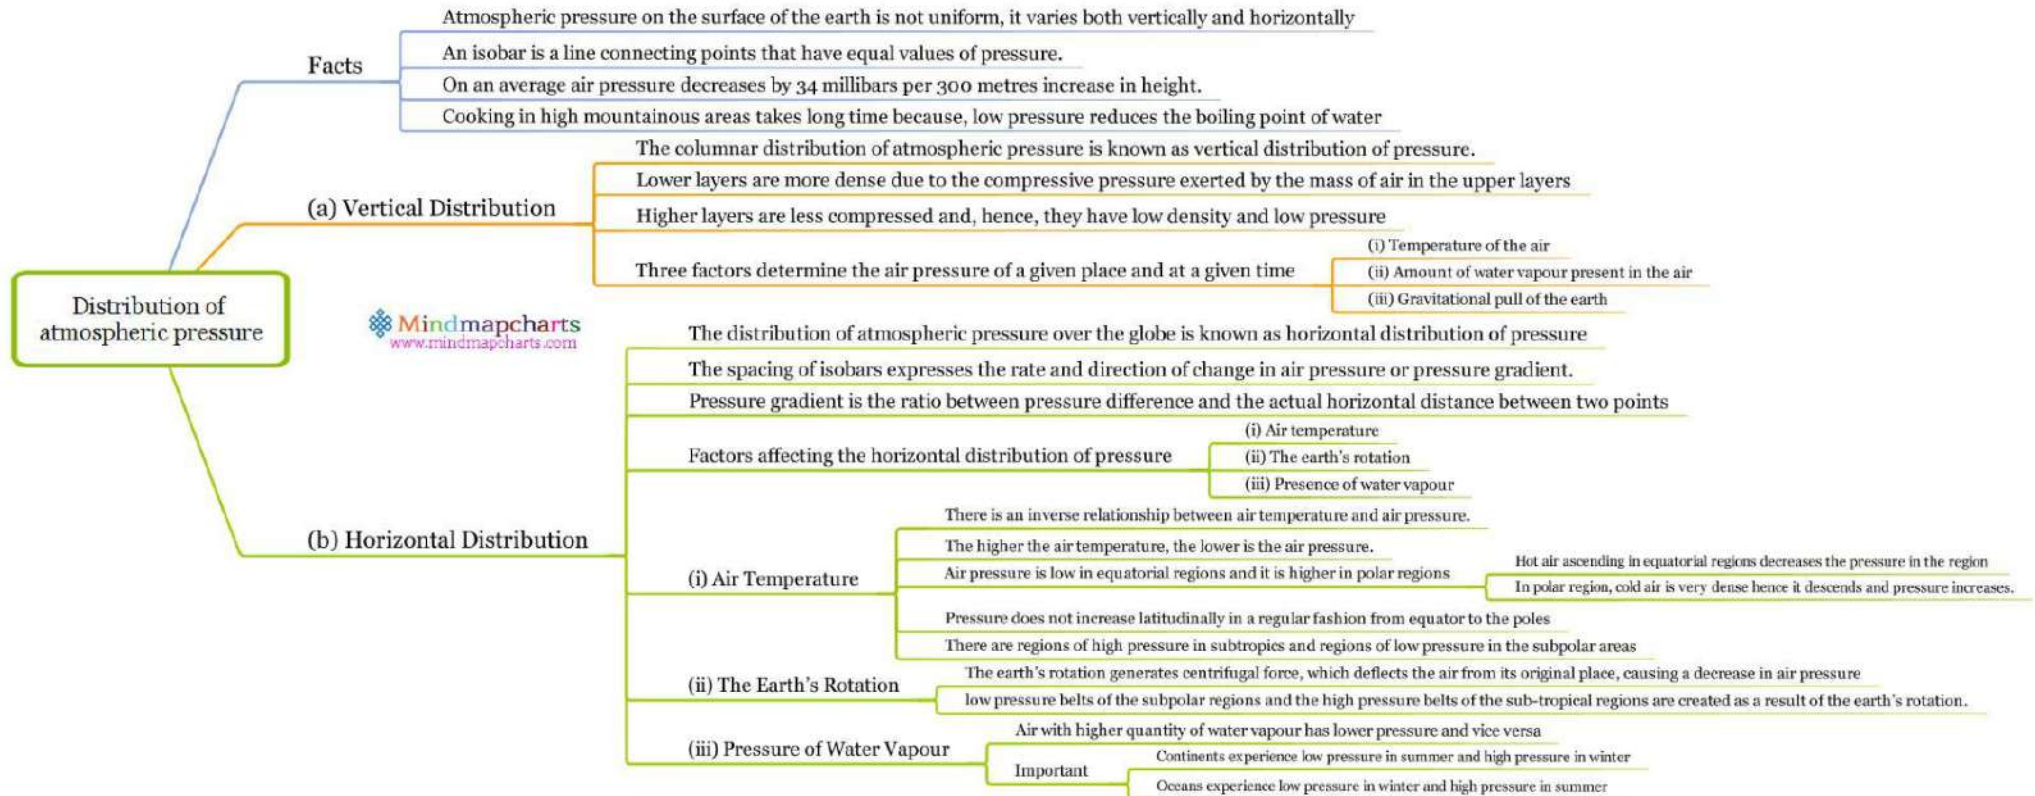 Atmospheric pressure on the surface of the earth is not uniform, it varies both vertically and horizontally
Facts
An isobar is a line connecting points that have equal values of pressure.
On an average air pressure decreases by 34 millibars per 300 metres increase in height.
Cooking in high mountainous areas takes long time because, low pressure reduces the boiling point of water
(a) Vertical Distribution
The columnar distribution of atmospheric pressure is known as vertical distribution of pressure.
Lower layers are more dense due to the compressive pressure exerted by the mass of air in the upper layers
Higher layers are less compressed and, hence, they have low density and low pressure
Three factors determine the air pressure of a given place and at a given time
(i) Temperature of the air
(ii) Amount of water vapour present in the air
(iii) Gravitational pull of the earth
Distribution of
atmospheric pressure
Mindmapcharts
www.mindmapcharts.com
(b) Horizontal Distribution
The distribution of atmospheric pressure over the globe is known as horizontal distribution of pressure
The spacing of isobars expresses the rate and direction of change in air pressure or pressure gradient.
Pressure gradient is the ratio between pressure difference and the actual horizontal distance between two points
Factors affecting the horizontal distribution of pressure
(i) Air temperature
(ii) The earth's rotation
(iii) Presence of water vapour
(i) Air Temperature
There is an inverse relationship between air temperature and air pressure.
The higher the air temperature, the lower is the air pressure.
Air pressure is low in equatorial regions and it is higher in polar regions
Hot air ascending in equatorial regions decreases the pressure in the region
In polar region, cold air is very dense hence it descends and pressure increases.
Pressure does not increase latitudinally in a regular fashion from equator to the poles
There are regions of high pressure in subtropics and regions of low pressure in the subpolar areas
(ii) The Earth's Rotation
The earth's rotation generates centrifugal force, which deflects the air from its original place, causing a decrease in air pressure
low pressure belts of the subpolar regions and the high pressure belts of the sub-tropical regions are created as a result of the earth's rotation.
(iii) Pressure of Water Vapour
Air with higher quantity of water vapour has lower pressure and vice versa
Important
Continents experience low pressure in summer and high pressure in winter
Oceans experience low pressure in winter and high pressure in summer